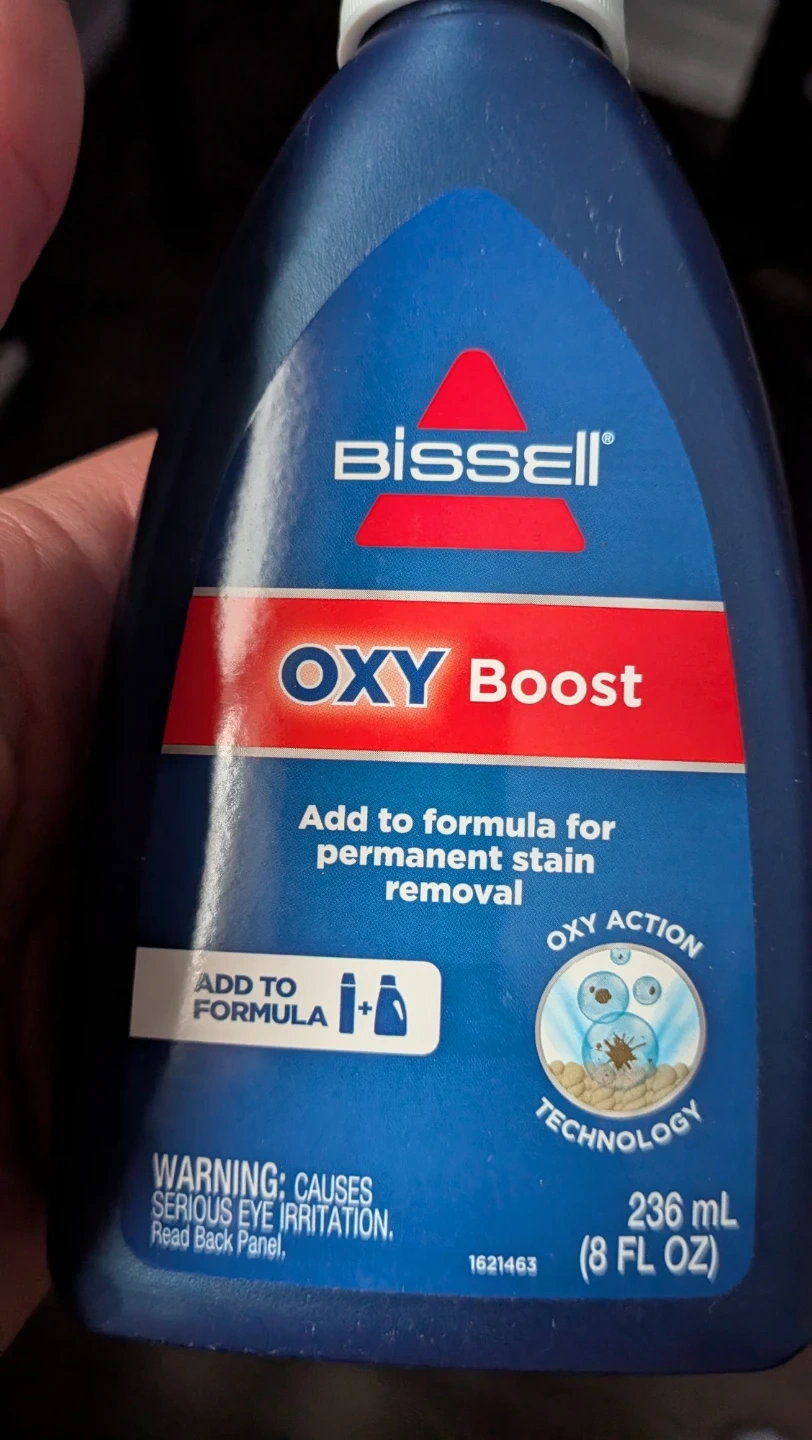 BISSELL®
OXY Boost
Add to formula for
permanent stain
removal
OXY ACTION
TECHNOLOGY
ADD TO
FORMULA
+
WARNING: CAUSES
SERIOUS EYE IRRITATION.
Read Back Panel.
1621463
236 mL
(8 FL OZ)